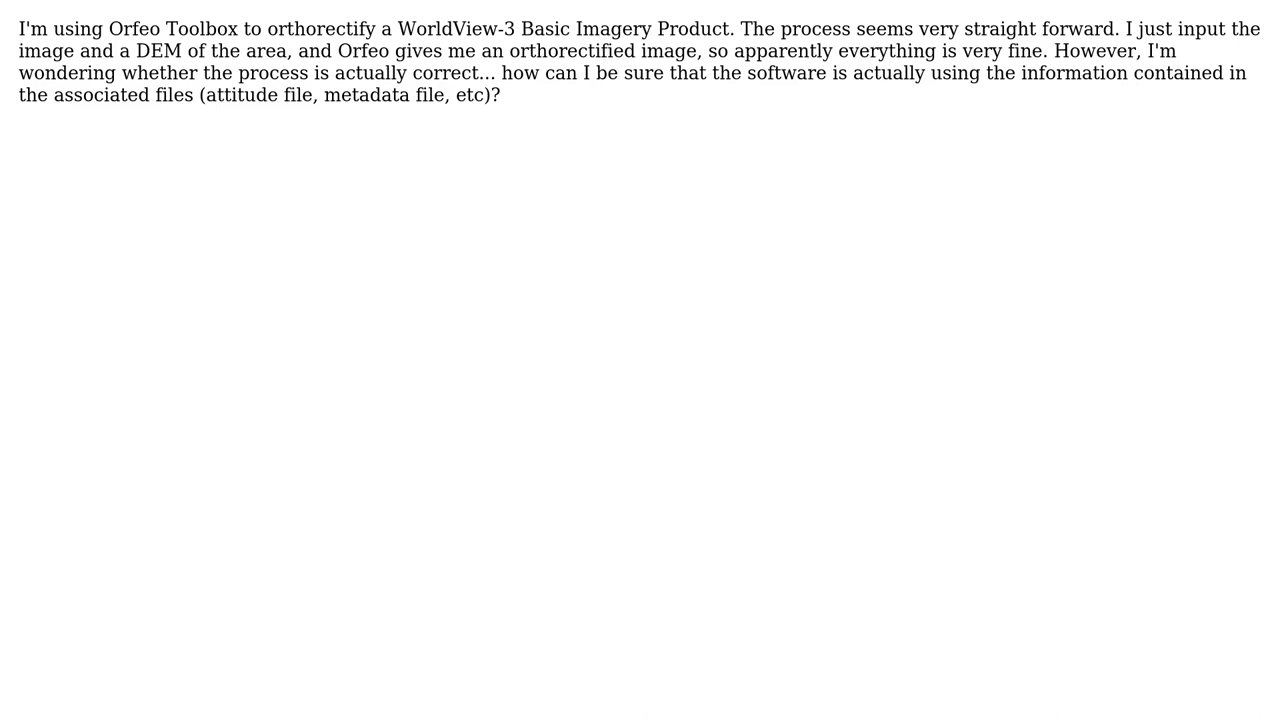 I'm using Orfeo Toolbox to orthorectify a WorldView-3 Basic Imagery Product. The process seems very straight forward. I just input the
image and a DEM of the area, and Orfeo gives me an orthorectified image, so apparently everything is very fine. However, I'm
wondering whether the process is actually correct... how can I be sure that the software is actually using the information contained in
the associated files (attitude file, metadata file, etc)?